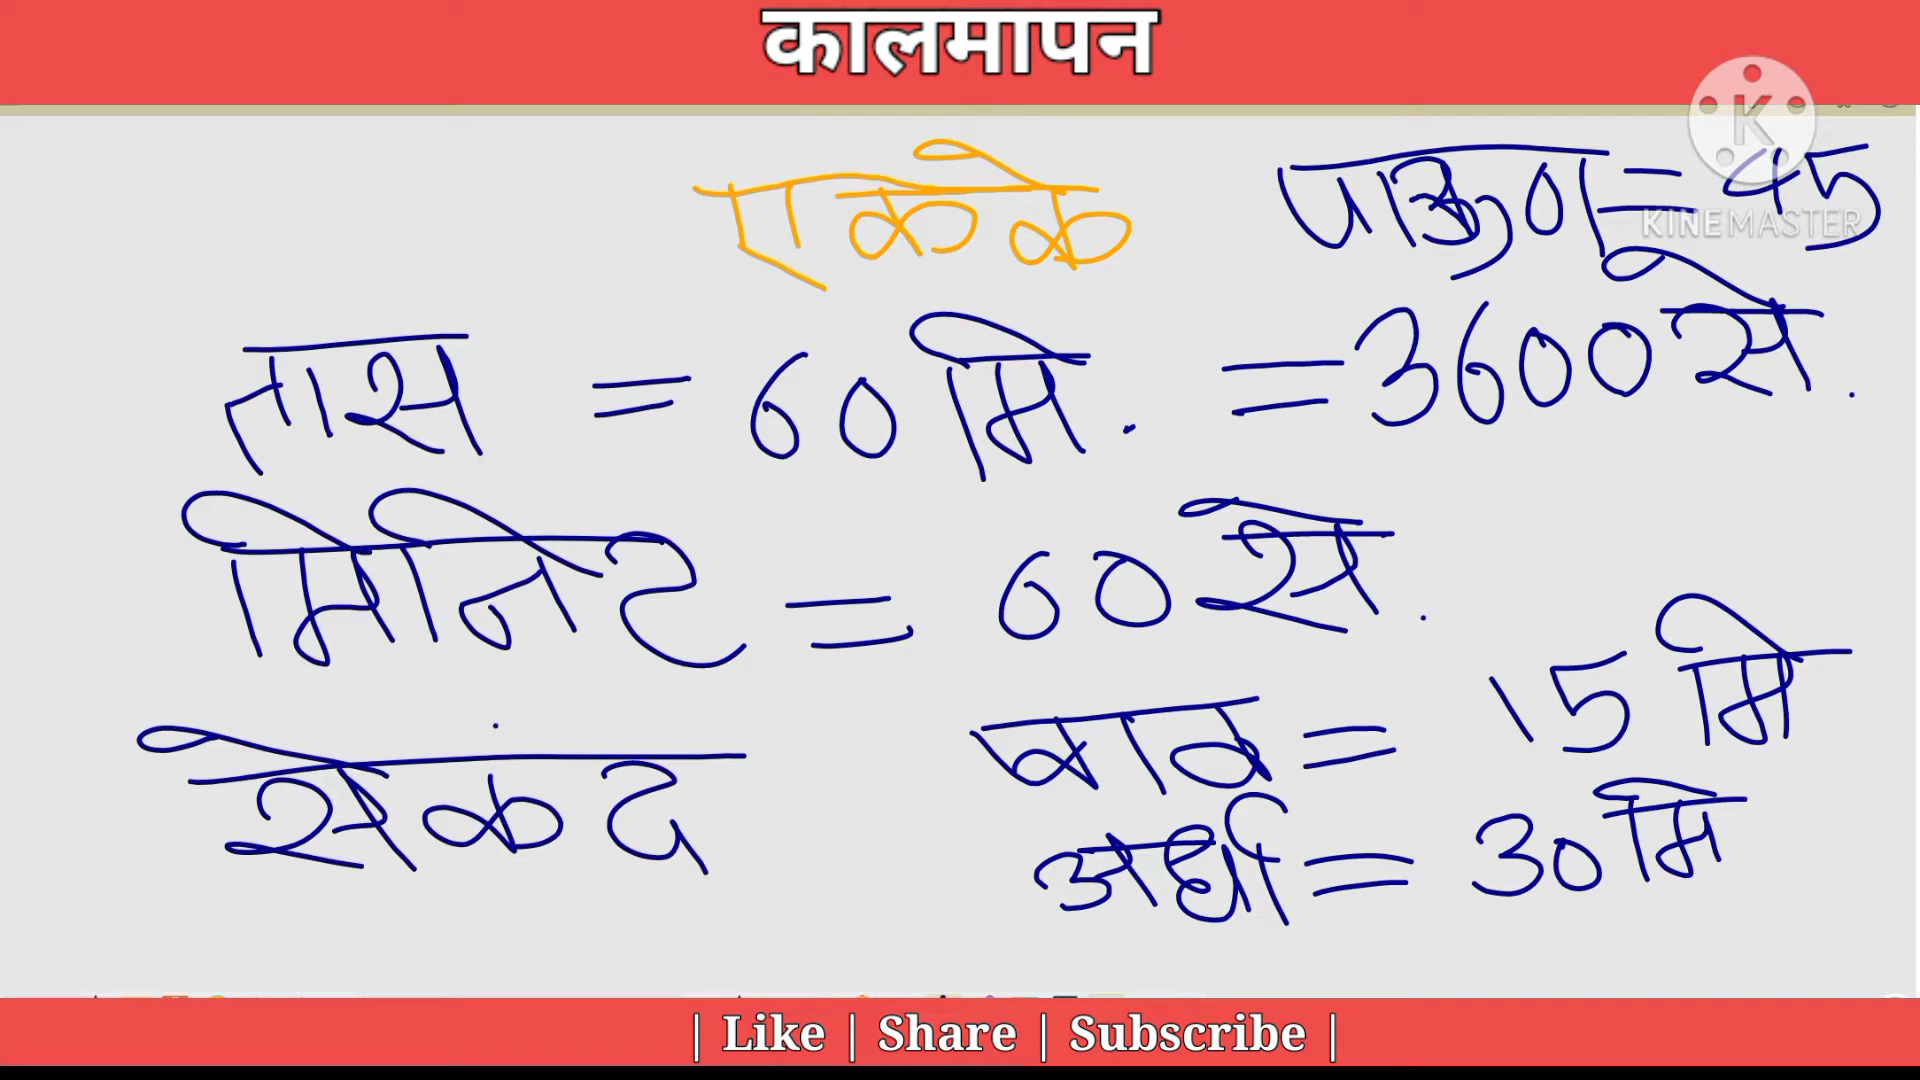 कालमापन
एकके
पाऊण = 45
तास = 60 मि. = 3600 से.
मिनिट = 60 से.
सेकंद
पाव = 15 मि
अर्धा = 30 मि
KINEMASTER
| Like | Share | Subscribe |